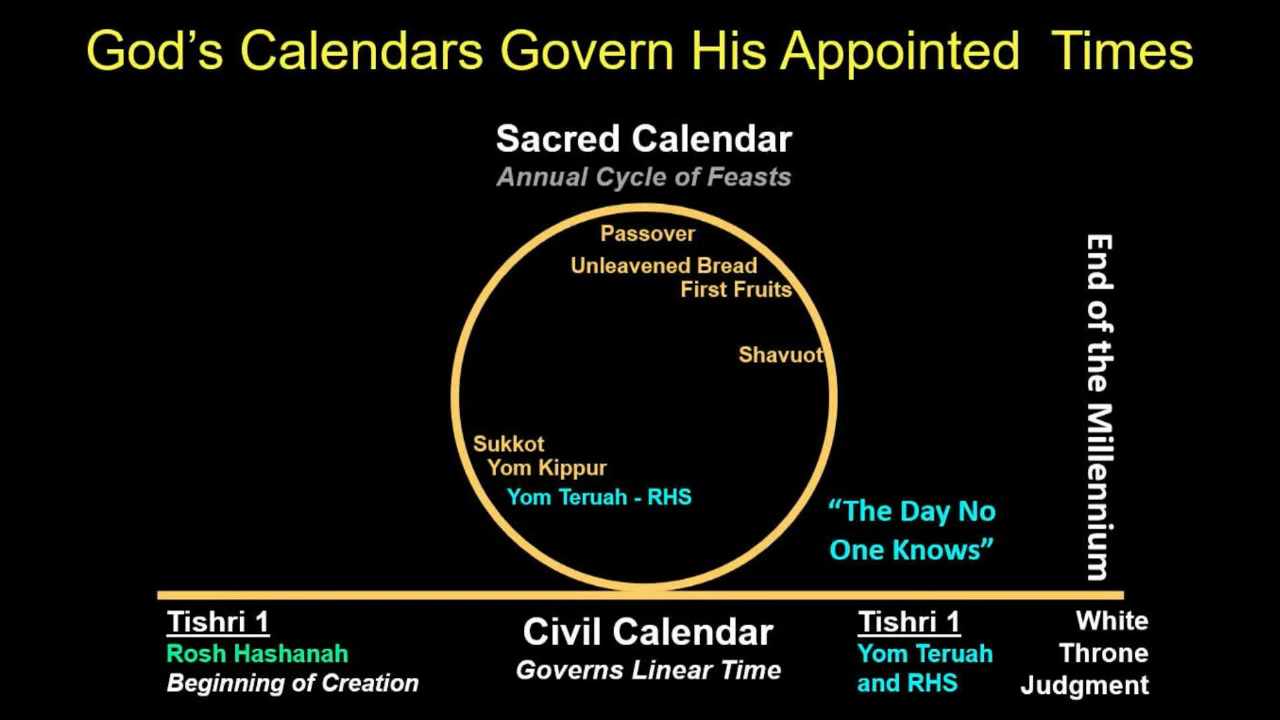 God's Calendars Govern His Appointed Times
Sacred Calendar
Annual Cycle of Feasts
Passover
Unleavened Bread
First Fruits
Shavuot
Sukkot
Yom Kippur
Yom Teruah - RHS
“The Day No
One Knows”
End of the Millennium
Tishri 1
Rosh Hashanah
Beginning of Creation
Civil Calendar
Governs Linear Time
Tishri 1
Yom Teruah
and RHS
White
Throne
Judgment